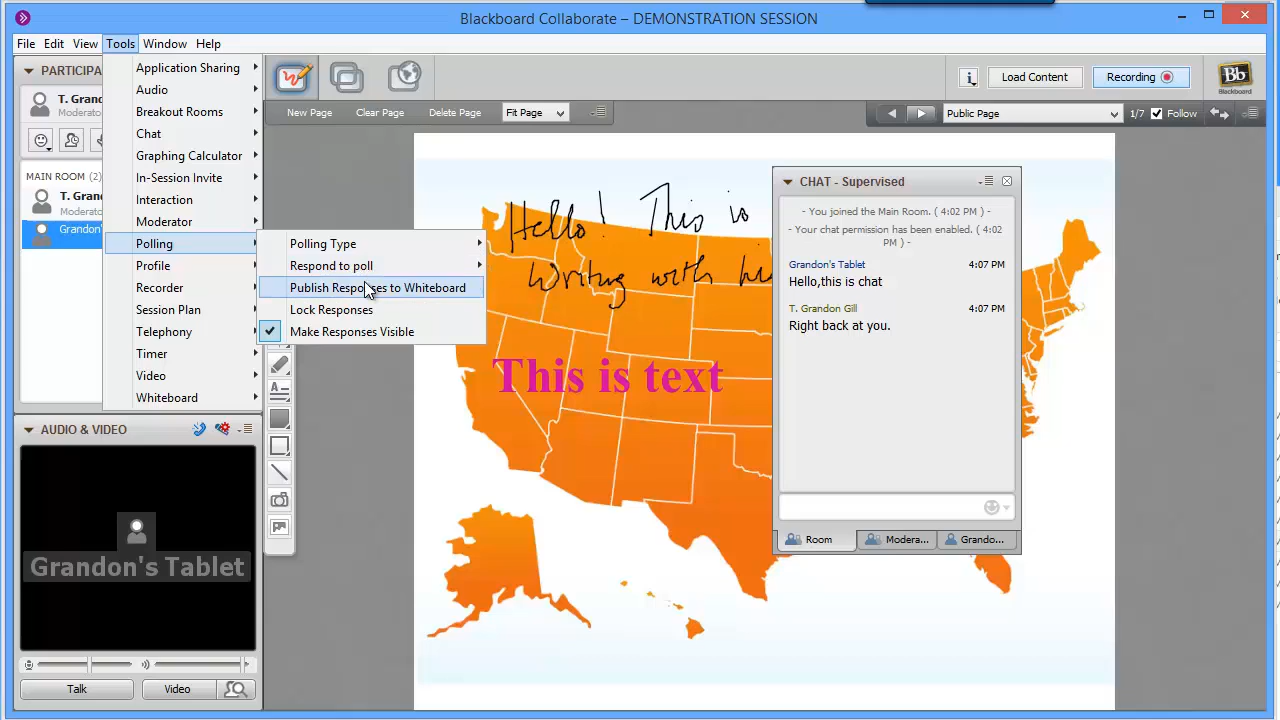 Blackboard Collaborate – DEMONSTRATION SESSION
File Edit View Tools Window Help
PARTICIPA
T. Grand
Moderato
MAIN ROOM (2)
T. Gran
Moderato
Grandon'
Application Sharing
Audio
Breakout Rooms
Chat
Graphing Calculator
In-Session Invite
Interaction
Moderator
Polling
Profile
Recorder
Session Plan
Telephony
Timer
Video
Whiteboard
Polling Type
Respond to poll
Publish Responses to Whiteboard
Lock Responses
Make Responses Visible
Load Content Recording
Bb
Blackboard
New Page Clear Page Delete Page Fit Page
Public Page 1/7 Follow
Hello! This is
Writing with
This is text
CHAT - Supervised
- You joined the Main Room. ( 4:02 PM ) -
- Your chat permission has been enabled. ( 4:02
PM ) -
Grandon's Tablet 4:07 PM
Hello,this is chat
T. Grandon Gill 4:07 PM
Right back at you.
Room Modera... Grando...
AUDIO & VIDEO
Grandon's Tablet
Talk Video